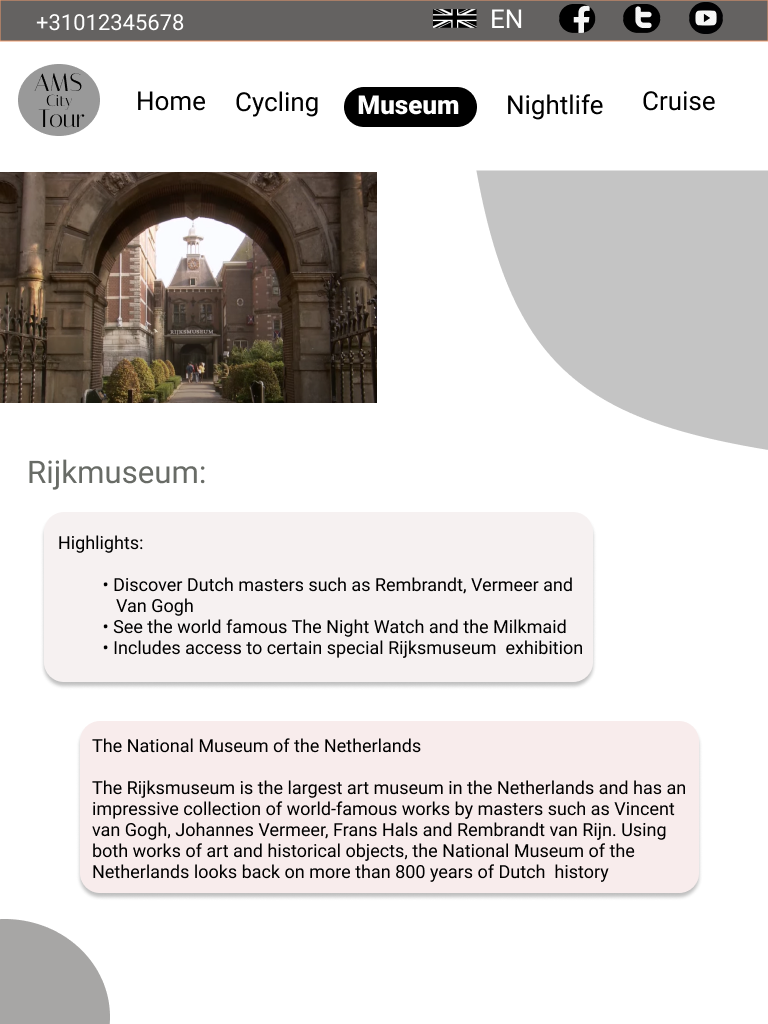 +31012345678
EN
AMS
City
Tour
Home
Cycling
Museum
Nightlife
Cruise
RIJKSMUSEUM
Rijkmuseum:
Highlights:
• Discover Dutch masters such as Rembrandt, Vermeer and
Van Gogh
• See the world famous The Night Watch and the Milkmaid
• Includes access to certain special Rijksmuseum exhibition
The National Museum of the Netherlands
The Rijksmuseum is the largest art museum in the Netherlands and has an
impressive collection of world-famous works by masters such as Vincent
van Gogh, Johannes Vermeer, Frans Hals and Rembrandt van Rijn. Using
both works of art and historical objects, the National Museum of the
Netherlands looks back on more than 800 years of Dutch history